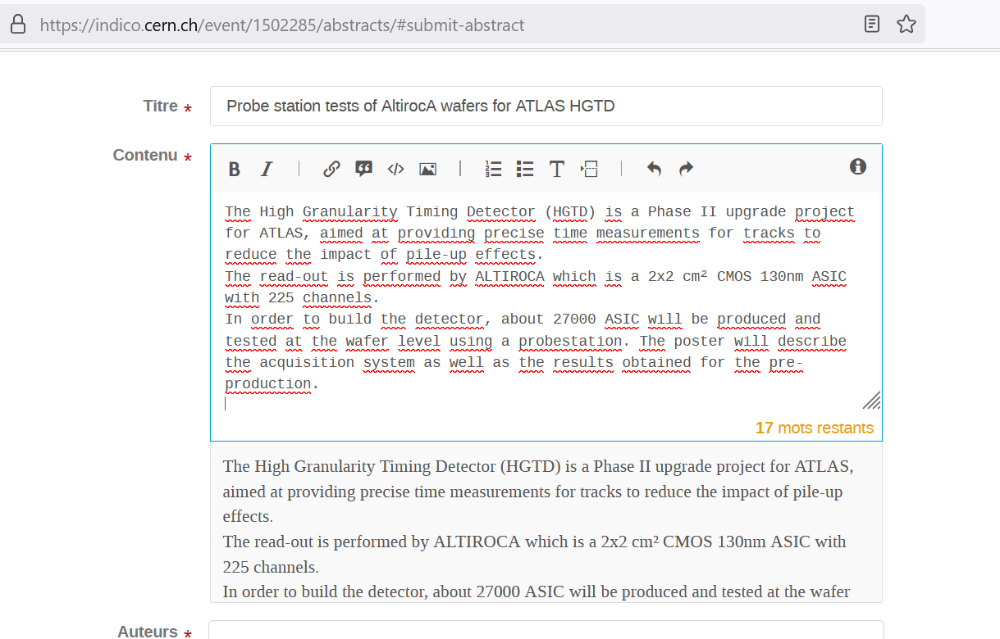 https://indico.cern.ch/event/1502285/abstracts/#submit-abstract
Titre *
Probe station tests of AltirocA wafers for ATLAS HGTD
Contenu *
B I T
The High Granularity Timing Detector (HGTD) is a Phase II upgrade project
for ATLAS, aimed at providing precise time measurements for tracks to
reduce the impact of pile-up effects.
The read-out is performed by ALTIROCA which is a 2x2 cm² CMOS 130nm ASIC
with 225 channels.
In order to build the detector, about 27000 ASIC will be produced and
tested at the wafer level using a probestation. The poster will describe
the acquisition system as well as the results obtained for the pre-
production.
17 mots restants
The High Granularity Timing Detector (HGTD) is a Phase II upgrade project for ATLAS,
aimed at providing precise time measurements for tracks to reduce the impact of pile-up
effects.
The read-out is performed by ALTIROCA which is a 2x2 cm² CMOS 130nm ASIC with
225 channels.
In order to build the detector, about 27000 ASIC will be produced and tested at the wafer
Auteurs *